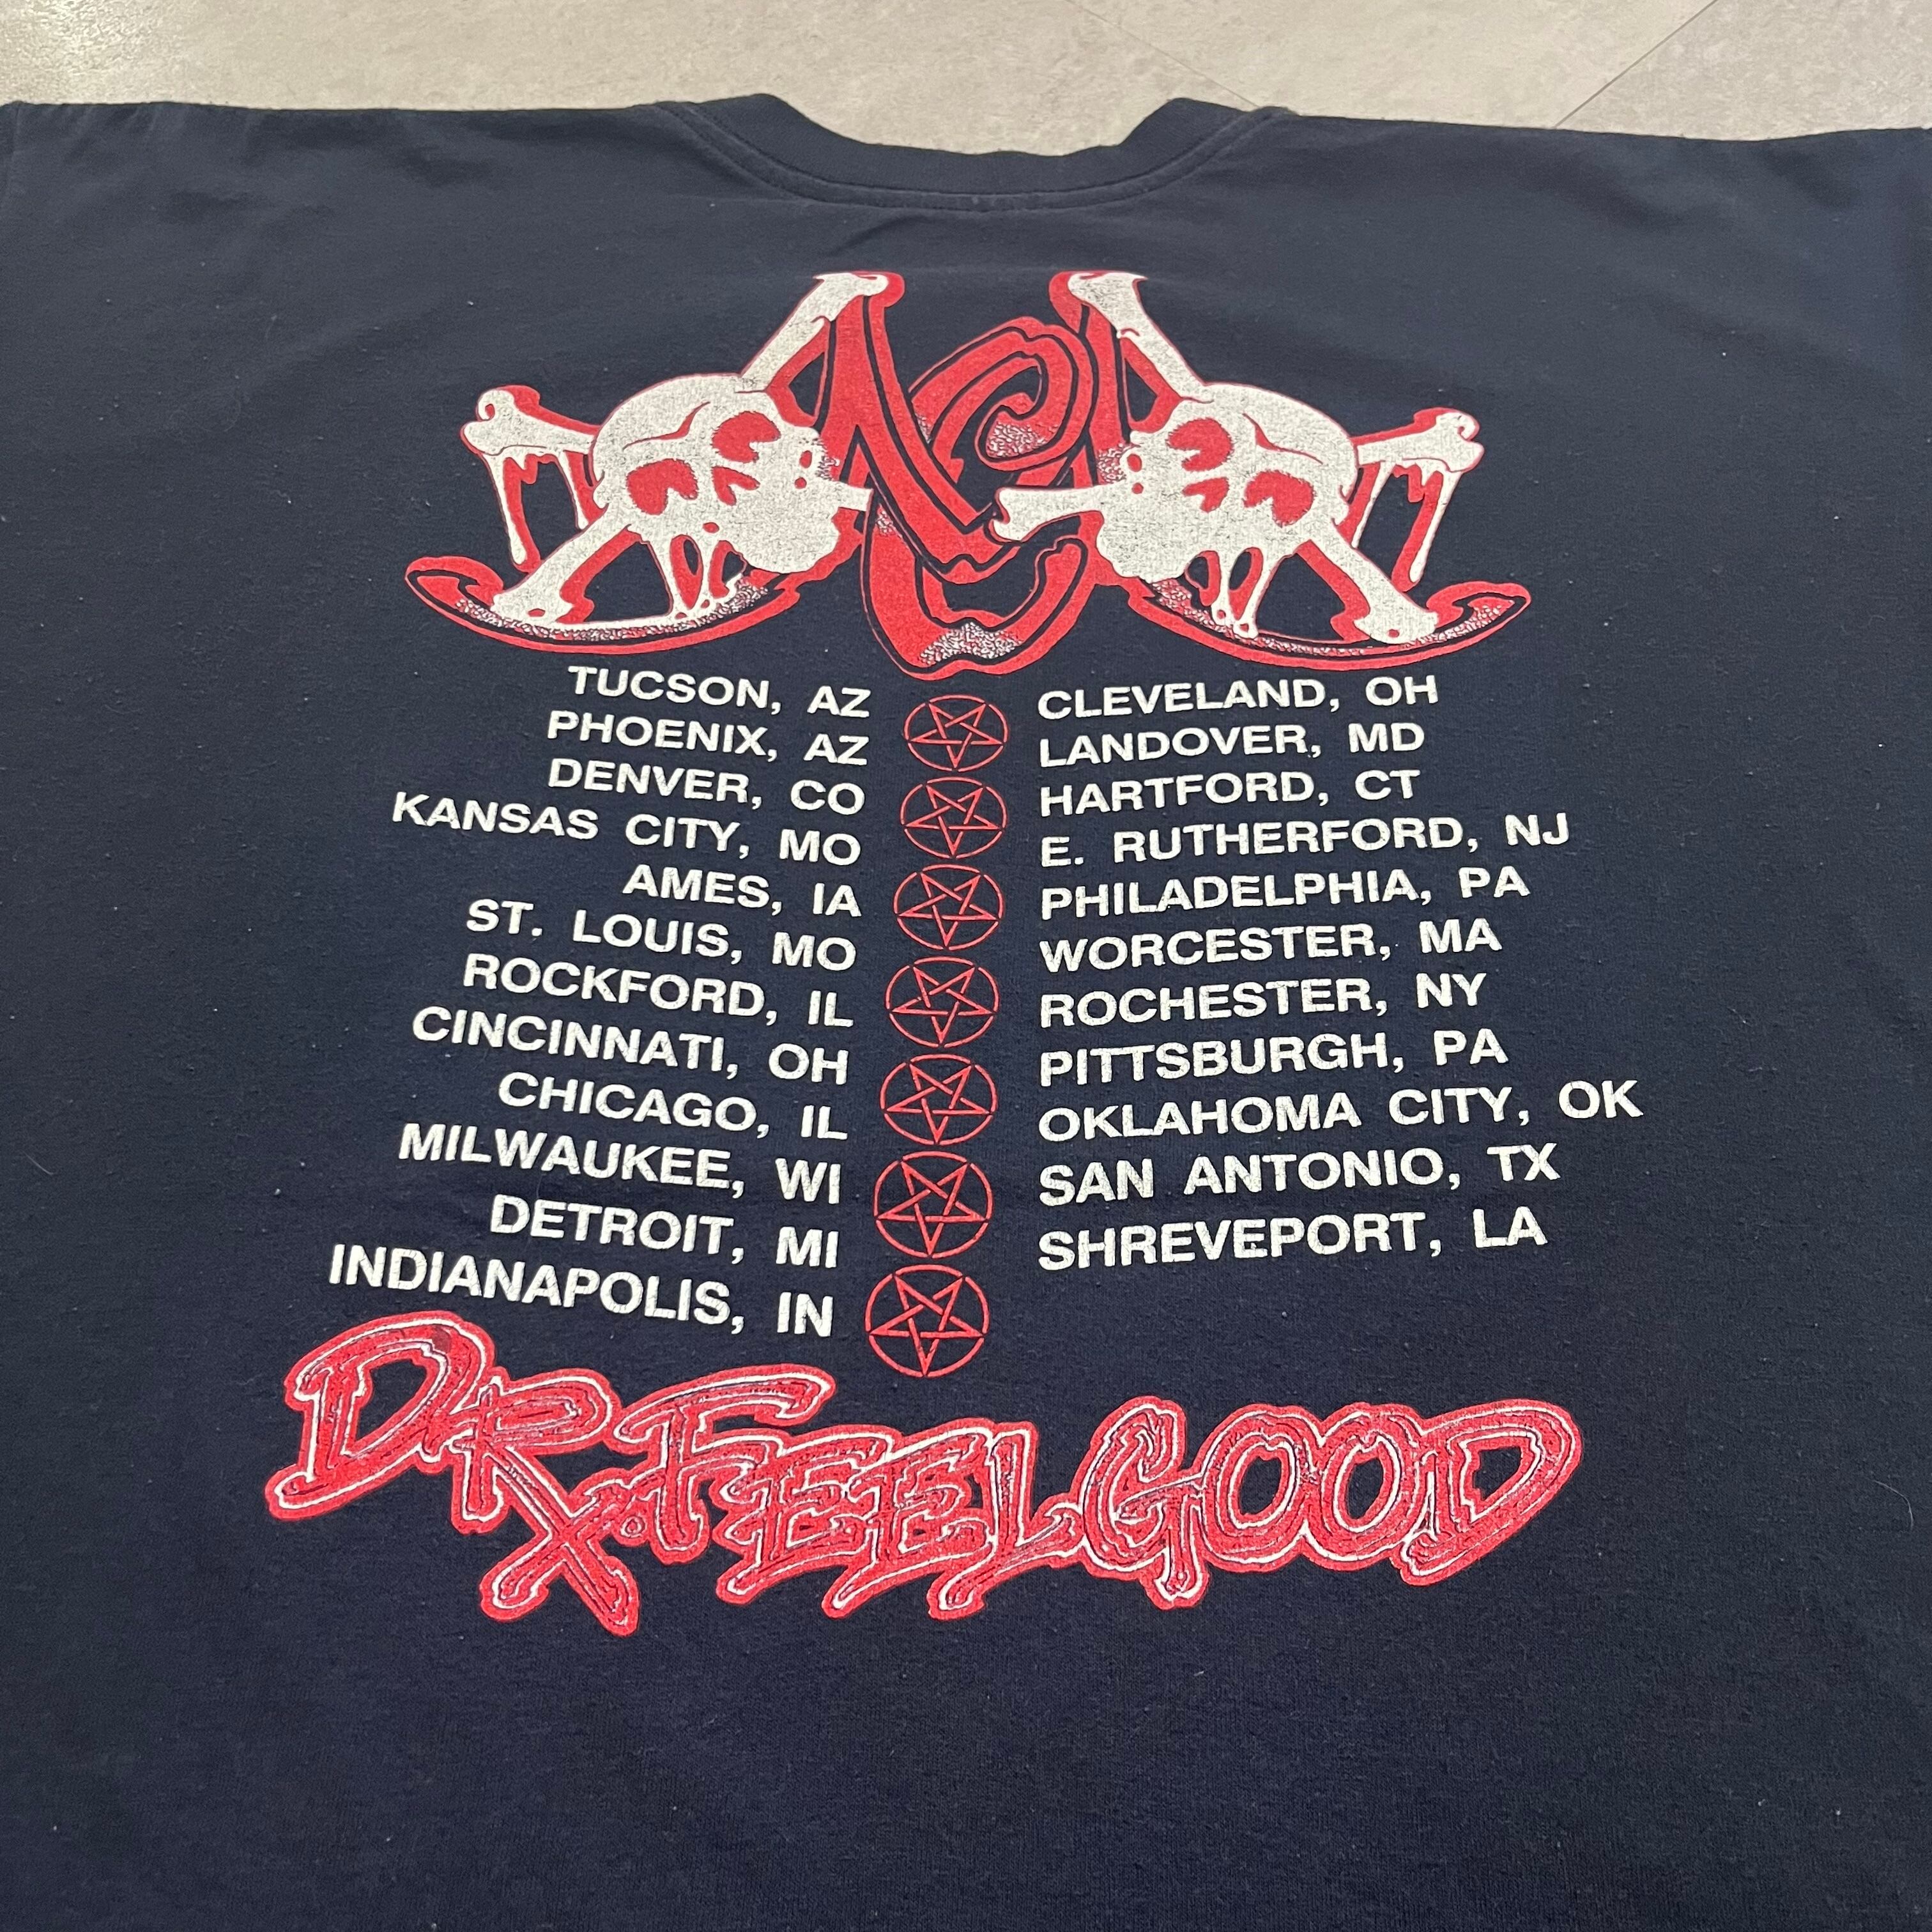 TUCSON, AZ
PHOENIX, AZ
DENVER, CO
KANSAS CITY, MO
AMES, IA
ST. LOUIS, MO
ROCKFORD, IL
CINCINNATI, OH
CHICAGO, IL
MILWAUKEE, WI
DETROIT, MI
INDIANAPOLIS, IN
CLEVELAND, OH
LANDOVER, MD
HARTFORD, CT
E. RUTHERFORD, NJ
PHILADELPHIA, PA
WORCESTER, MA
ROCHESTER, NY
PITTSBURGH, PA
OKLAHOMA CITY, OK
SAN ANTONIO, TX
SHREVEPORT, LA
DR. FEELGOOD